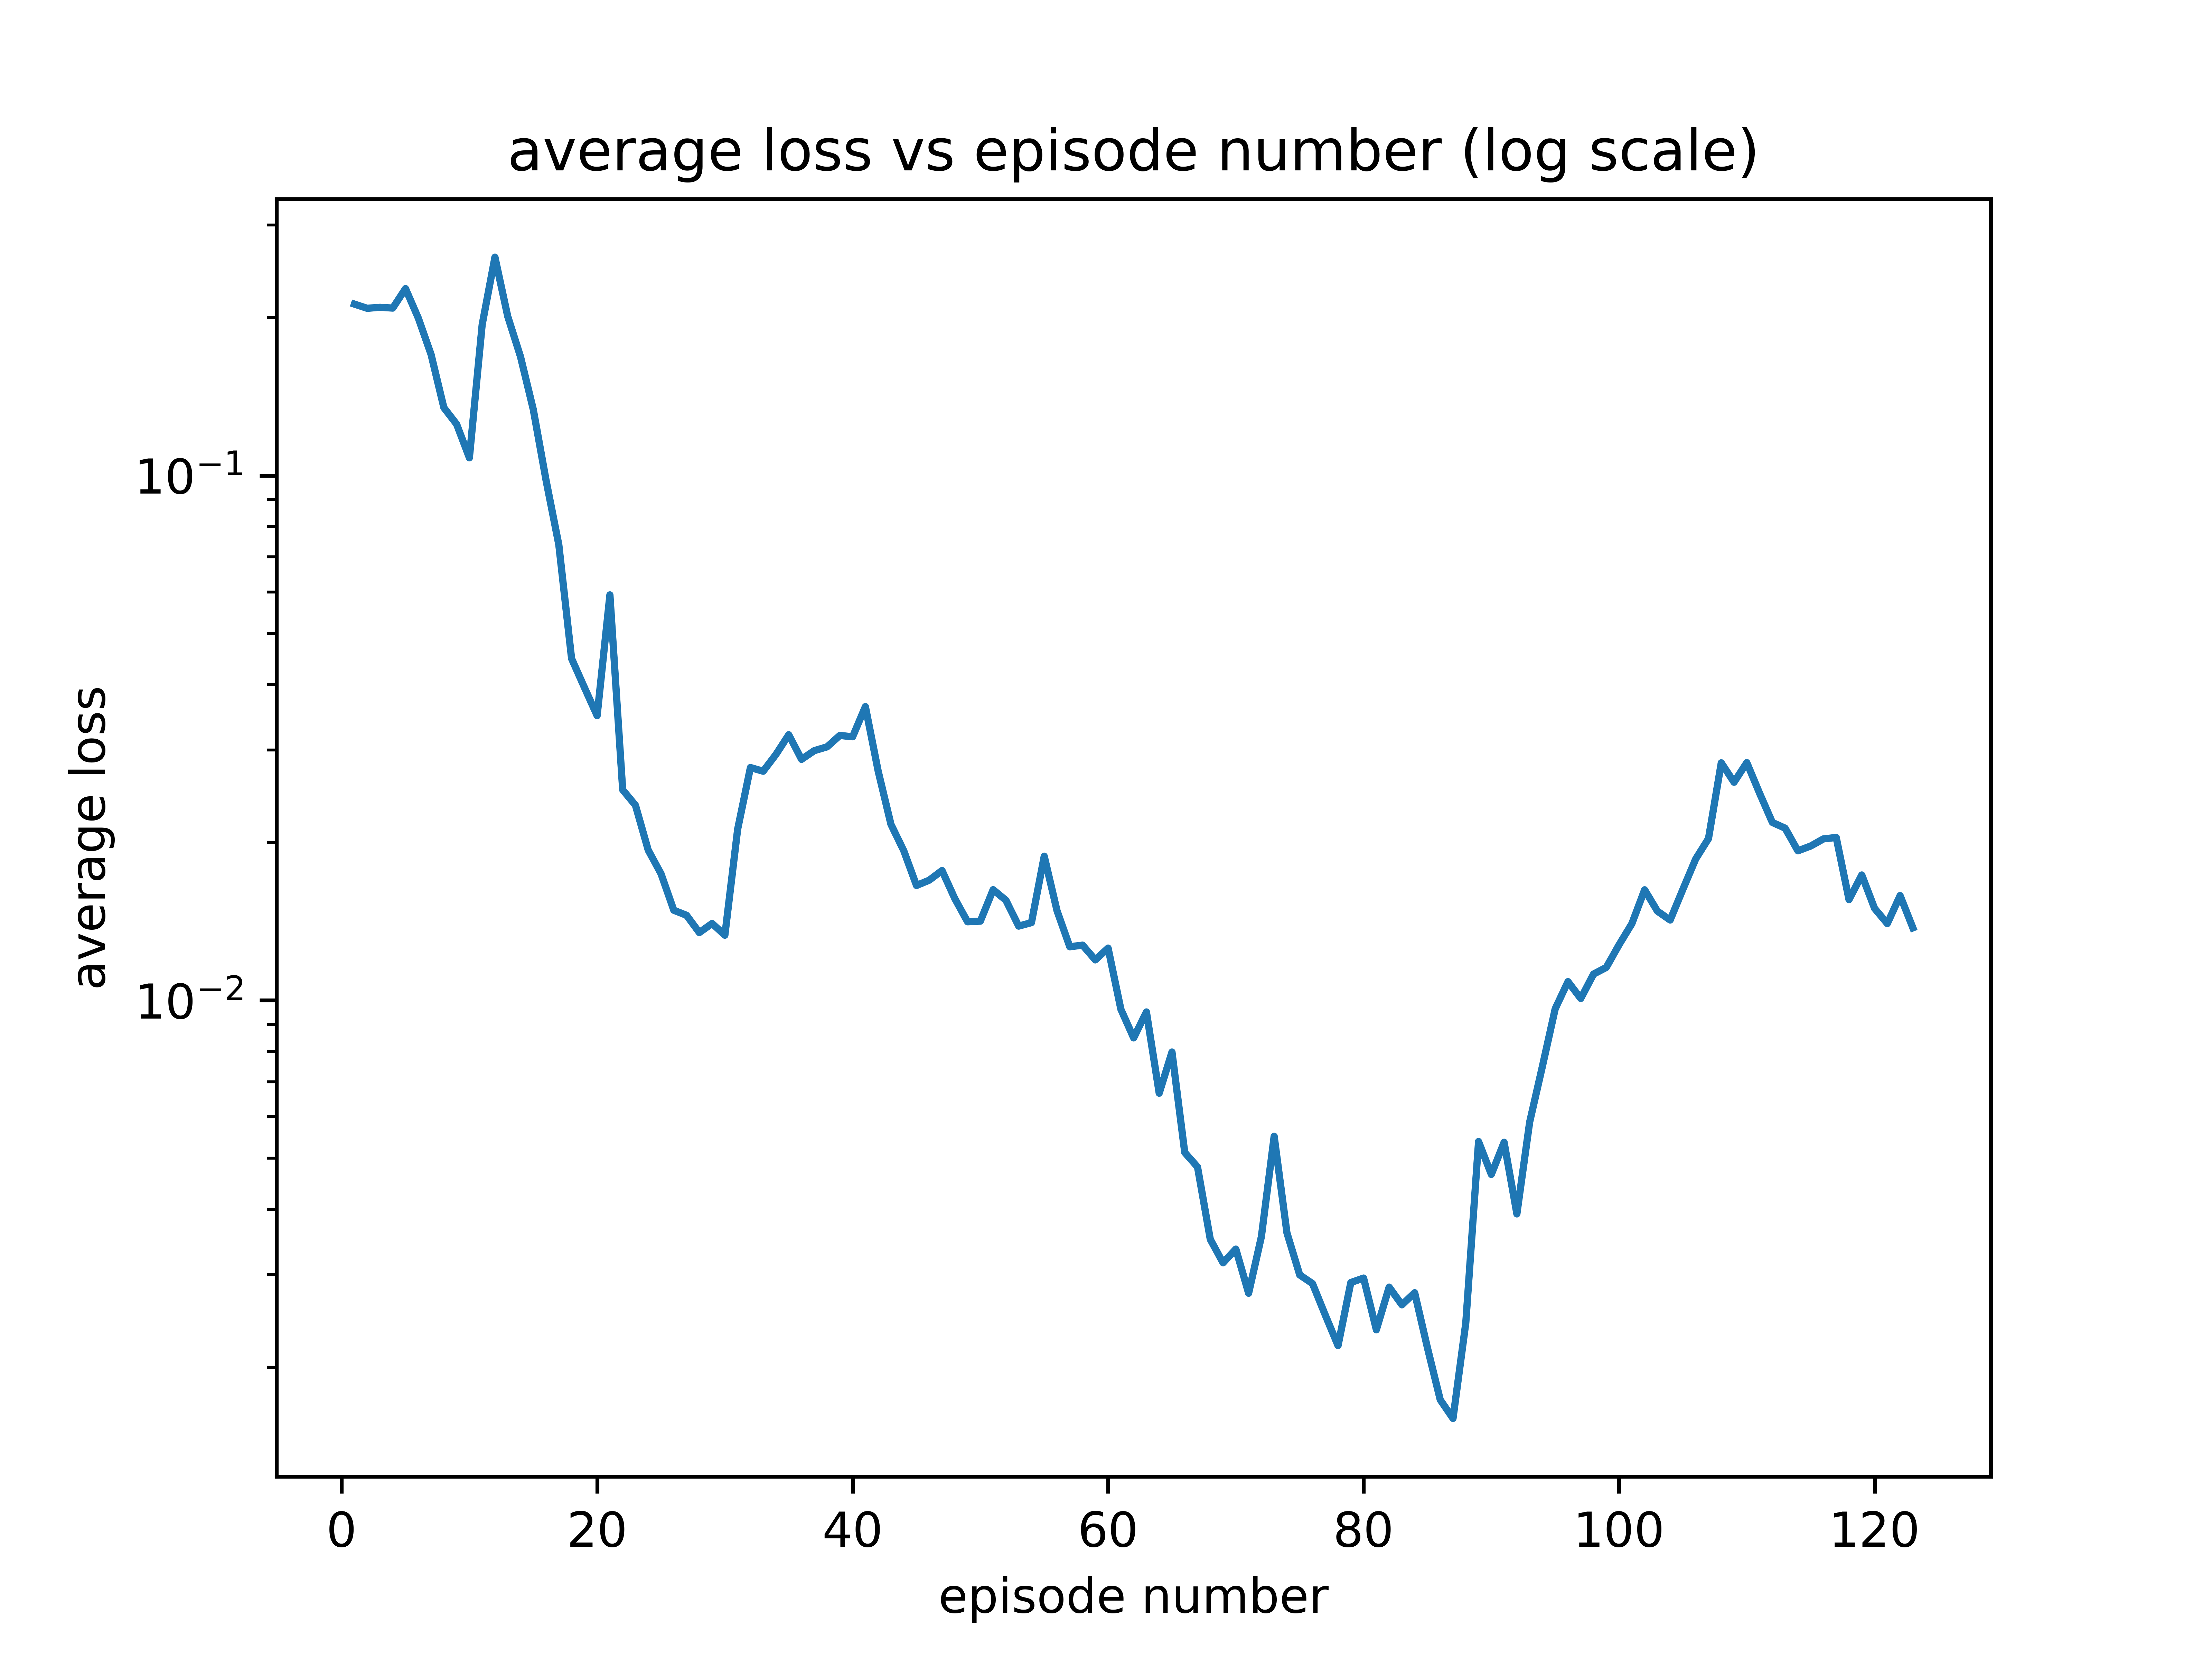 average loss vs episode number (log scale)
average loss
10⁻¹
10⁻²
0 20 40 60 80 100 120
episode number